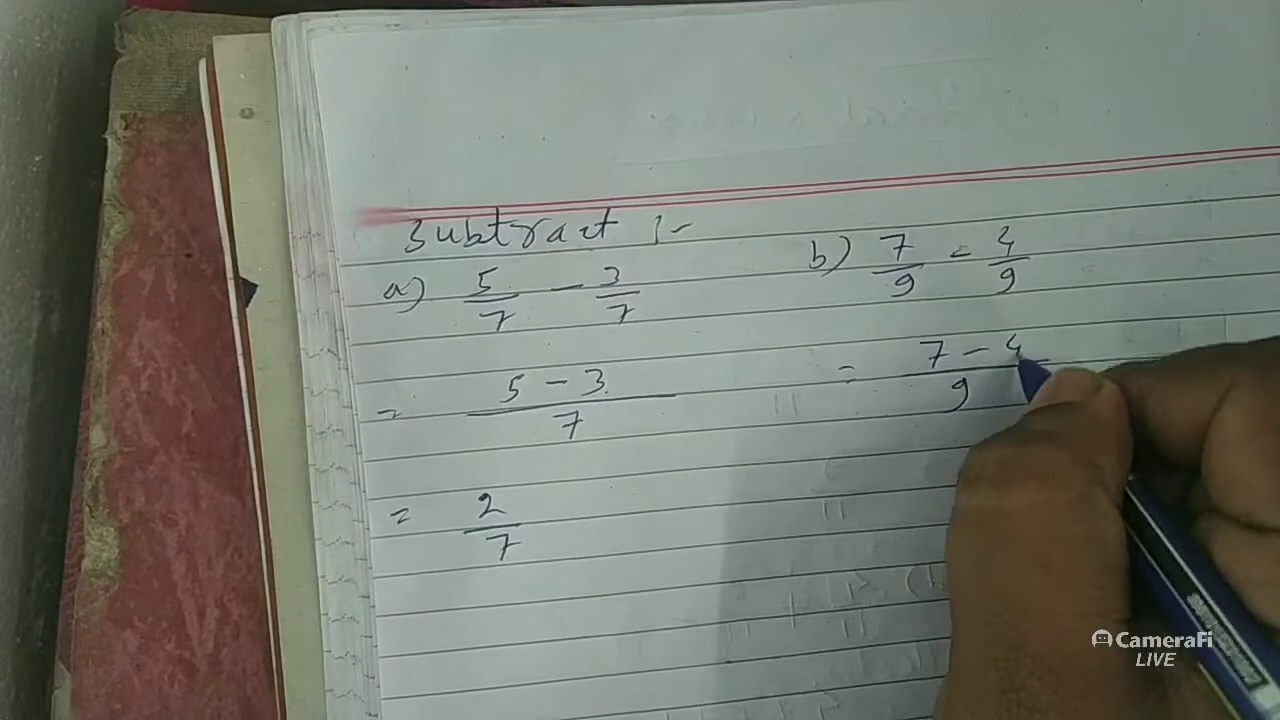 Subtract :-
a) 5/7 - 3/7
= 5 - 3 / 7
= 2/7
b) 7/9 - 4/9
= 7 - 4 / 9
CameraFi
LIVE